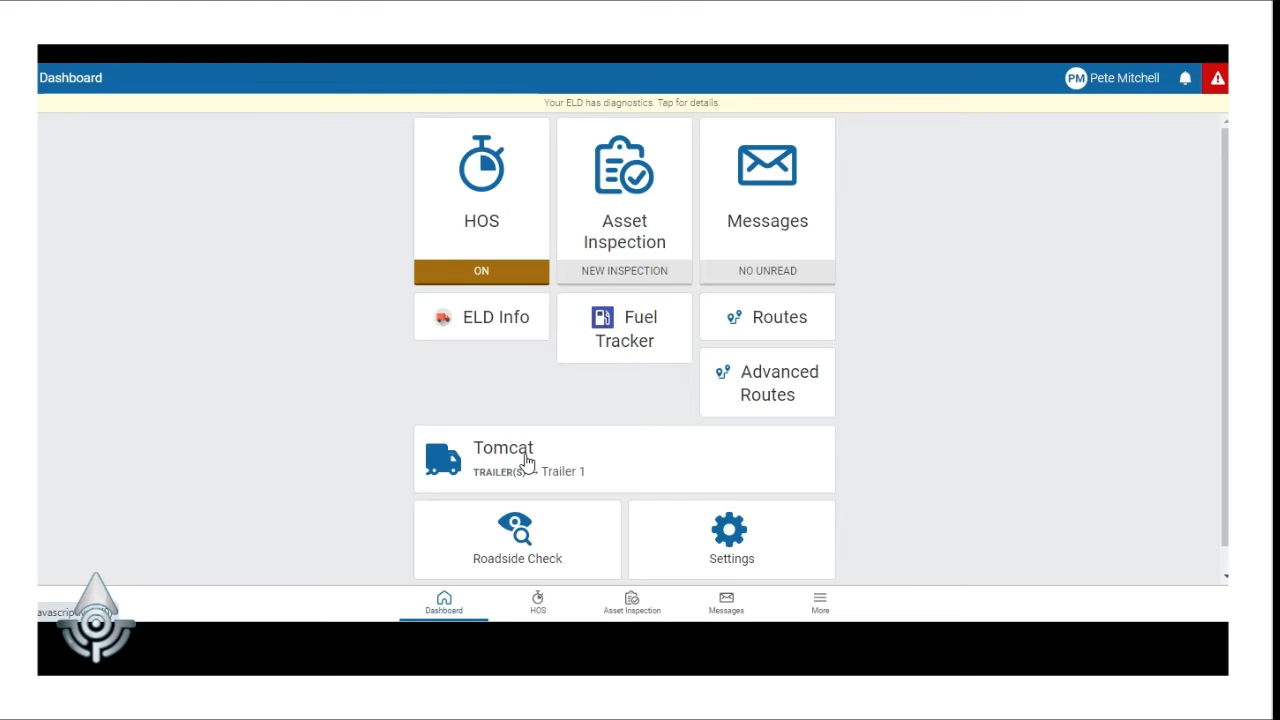 Dashboard
PM Pete Mitchell
Your ELD has diagnostics. Tap for details.
HOS
ON
Asset
Inspection
NEW INSPECTION
Messages
NO UNREAD
ELD Info
Fuel
Tracker
Routes
Advanced
Routes
Tomcat
TRAILER(S) Trailer 1
Roadside Check
Settings
Dashboard
HOS
Asset Inspection
Messages
More